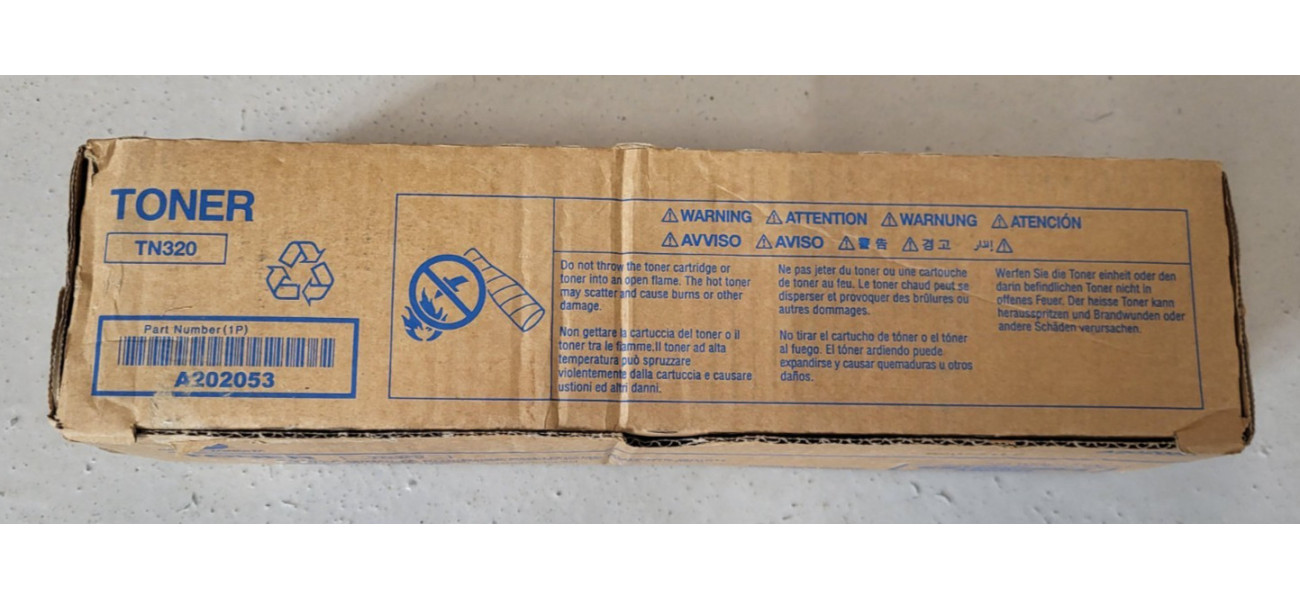 TONER
TN320
Part Number(1P)
A202053
⚠WARNING ⚠ATTENTION ⚠WARNUNG ⚠ATENCIÓN
⚠AVVISO ⚠AVISO ⚠警告 ⚠경고 إنذار⚠
Do not throw the toner cartridge or
toner into an open flame. The hot toner
may scatter and cause burns or other
damage.
Non gettare la cartuccia del toner o il
toner tra le fiamme.Il toner ad alta
temperatura può spruzzare
violentemente dalla cartuccia e causare
ustioni ed altri danni.
Ne pas jeter du toner ou une cartouche
de toner au feu. Le toner chaud peut se
disperser et provoquer des brûlures ou
autres dommages.
No tirar el cartucho de tóner o el tóner
al fuego. El tóner ardiendo puede
expandirse y causar quemaduras u otros
daños.
Werfen Sie die Toner einheit oder den
darin befindlichen Toner nicht in
offenes Feuer. Der heisse Toner kann
herausspritzen und Brandwunden oder
andere Schäden verursachen.